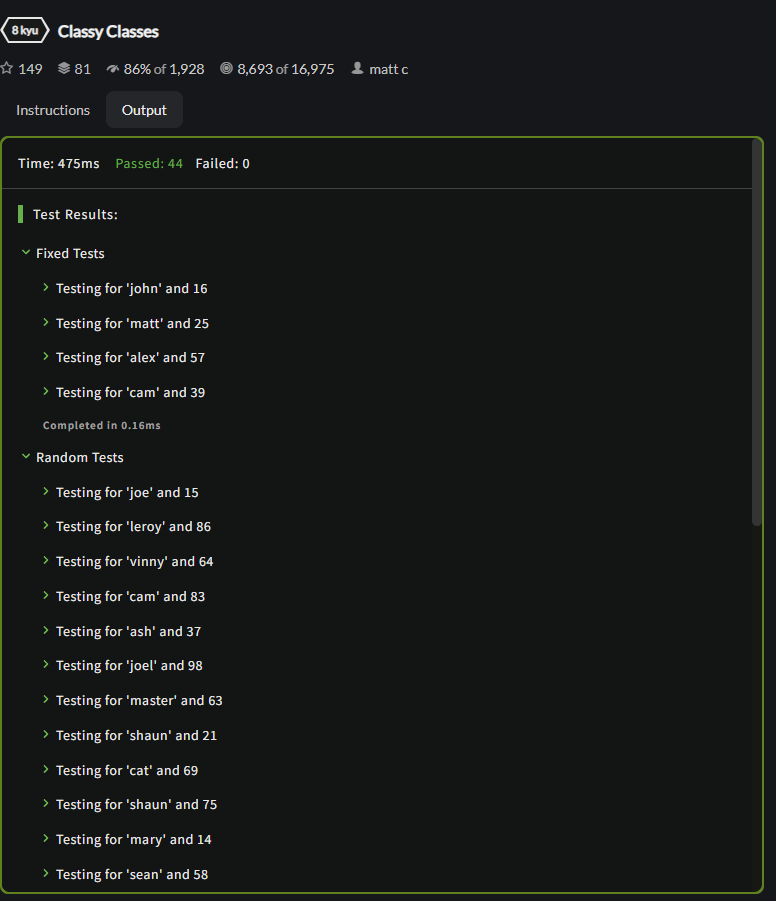 8 kyu Classy Classes
149 81 86% of 1,928 8,693 of 16,975 matt c
Instructions Output
Time: 475ms Passed: 44 Failed: 0
Test Results:
Fixed Tests
Testing for 'john' and 16
Testing for 'matt' and 25
Testing for 'alex' and 57
Testing for 'cam' and 39
Completed in 0.16ms
Random Tests
Testing for 'joe' and 15
Testing for 'leroy' and 86
Testing for 'vinny' and 64
Testing for 'cam' and 83
Testing for 'ash' and 37
Testing for 'joel' and 98
Testing for 'master' and 63
Testing for 'shaun' and 21
Testing for 'cat' and 69
Testing for 'shaun' and 75
Testing for 'mary' and 14
Testing for 'sean' and 58